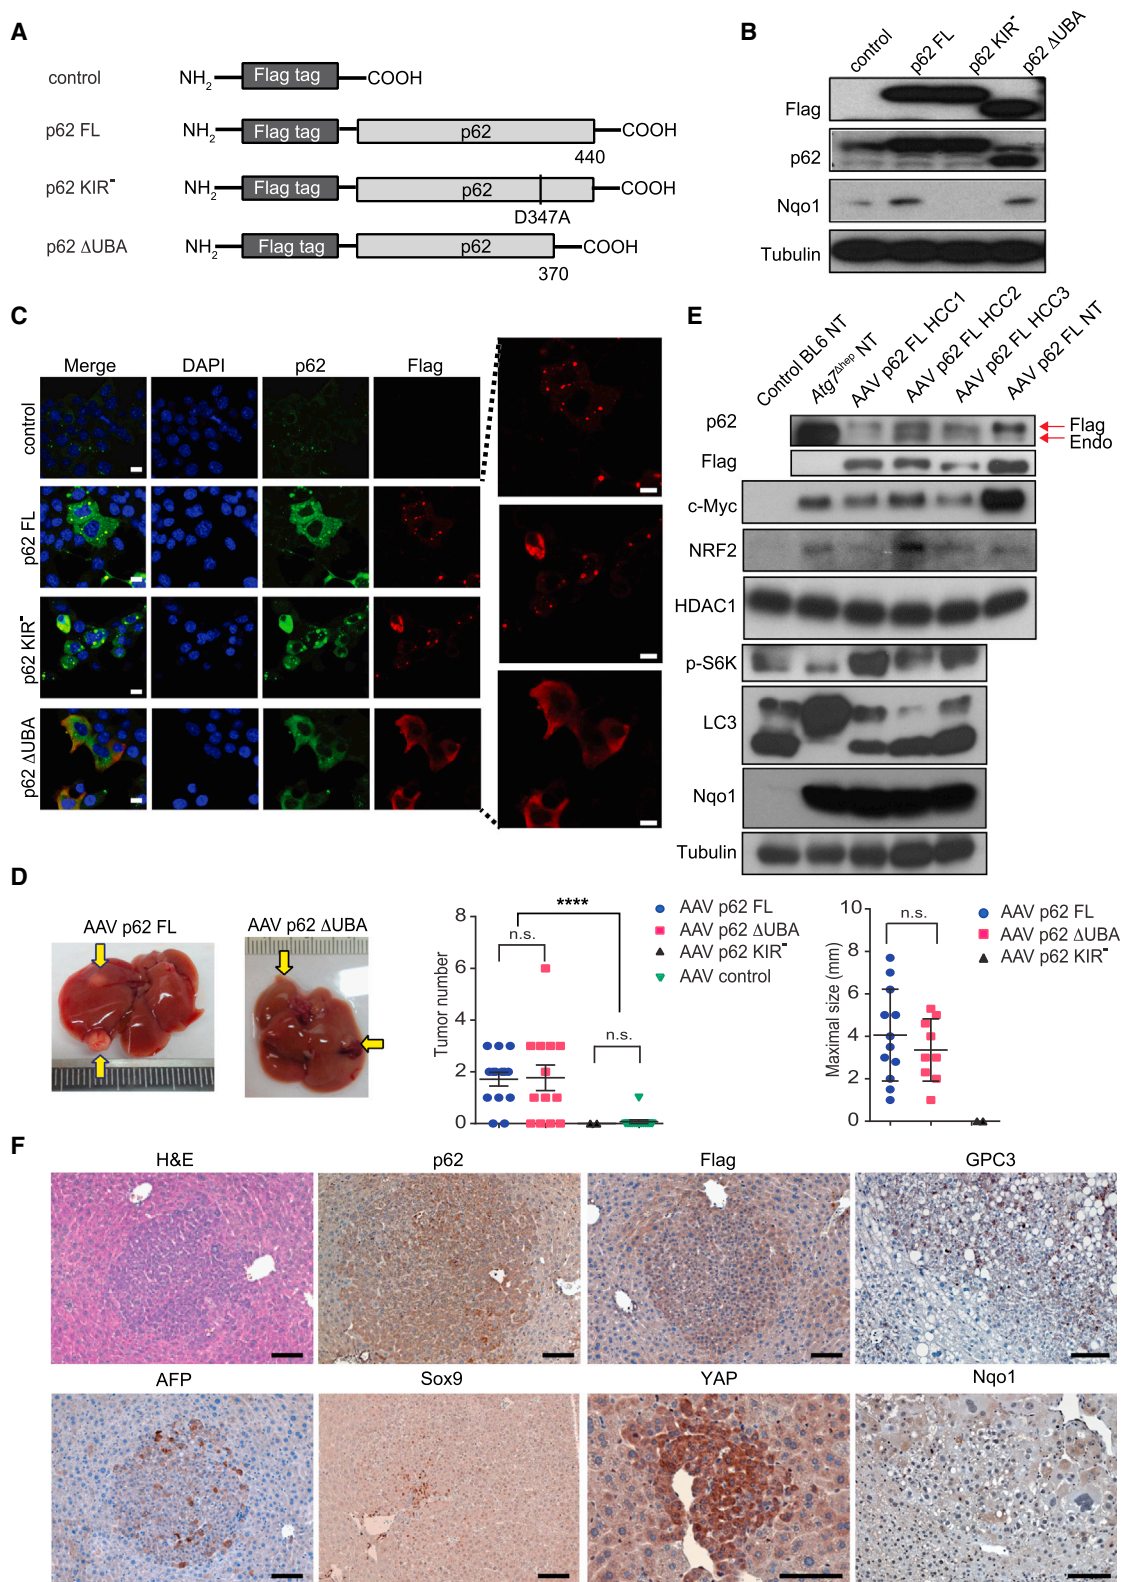 A
control
NH2 Flag tag COOH
p62 FL
NH2 Flag tag p62 COOH
440
p62 KIR-
NH2 Flag tag p62 COOH
D347A
p62 ΔUBA
NH2 Flag tag p62 COOH
370
B
control p62 FL p62 KIR- p62 ΔUBA
Flag
p62
Nqo1
Tubulin
C
Merge DAPI p62 Flag
control
p62 FL
p62 KIR-
p62 ΔUBA
E
Control BL6 NT Atg7Δhep NT AAV p62 FL HCC1 AAV p62 FL HCC2 AAV p62 FL HCC3 AAV p62 FL NT
p62
Flag
Endo
Flag
c-Myc
NRF2
HDAC1
p-S6K
LC3
Nqo1
Tubulin
D
AAV p62 FL
AAV p62 ΔUBA
Tumor number
8
6
4
2
0
****
n.s.
n.s.
AAV p62 FL
AAV p62 ΔUBA
AAV p62 KIR-
AAV control
Maximal size (mm)
10
8
6
4
2
0
n.s.
AAV p62 FL
AAV p62 ΔUBA
AAV p62 KIR-
F
H&E p62 Flag GPC3
AFP Sox9 YAP Nqo1